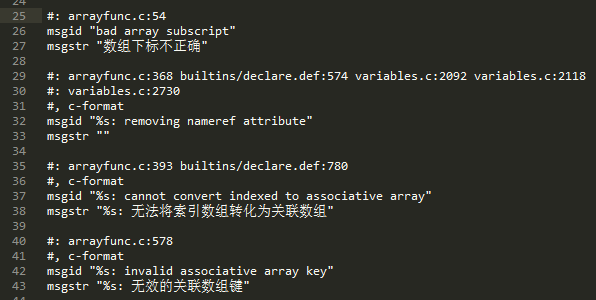 24
25 #: arrayfunc.c:54
26 msgid "bad array subscript"
27 msgstr "数组下标不正确"
28
29 #: arrayfunc.c:368 builtins/declare.def:574 variables.c:2092 variables.c:2118
30 #: variables.c:2730
31 #, c-format
32 msgid "%s: removing nameref attribute"
33 msgstr ""
34
35 #: arrayfunc.c:393 builtins/declare.def:780
36 #, c-format
37 msgid "%s: cannot convert indexed to associative array"
38 msgstr "%s: 无法将索引数组转化为关联数组"
39
40 #: arrayfunc.c:578
41 #, c-format
42 msgid "%s: invalid associative array key"
43 msgstr "%s: 无效的关联数组键"